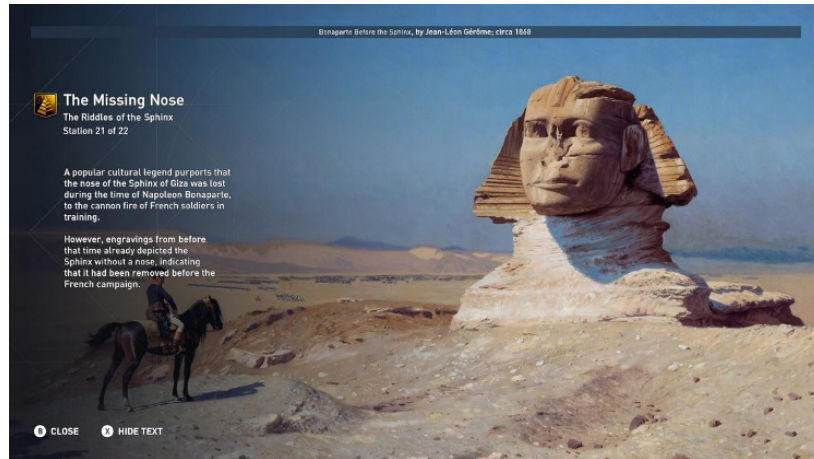 Bonaparte Before the Sphinx, by Jean-Léon Gérôme; circa 1868
The Missing Nose
The Riddles of the Sphinx
Station 21 of 22
A popular cultural legend purports that
the nose of the Sphinx of Giza was lost
during the time of Napoleon Bonaparte,
to the cannon fire of French soldiers in
training.
However, engravings from before
that time already depicted the
Sphinx without a nose, indicating
that it had been removed before the
French campaign.
B CLOSE X HIDE TEXT